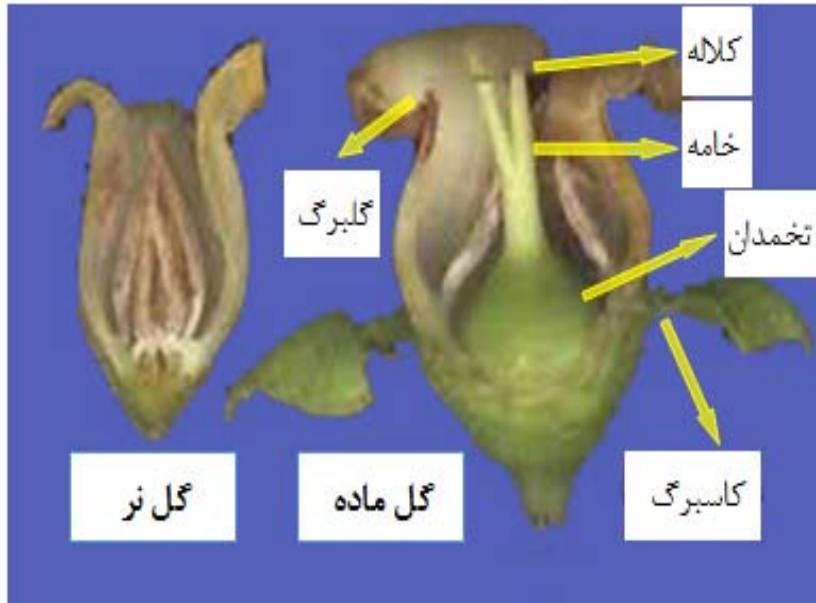 کلاله
خامه
گلبرگ
تخمدان
کاسبرگ
گل ماده
گل نر